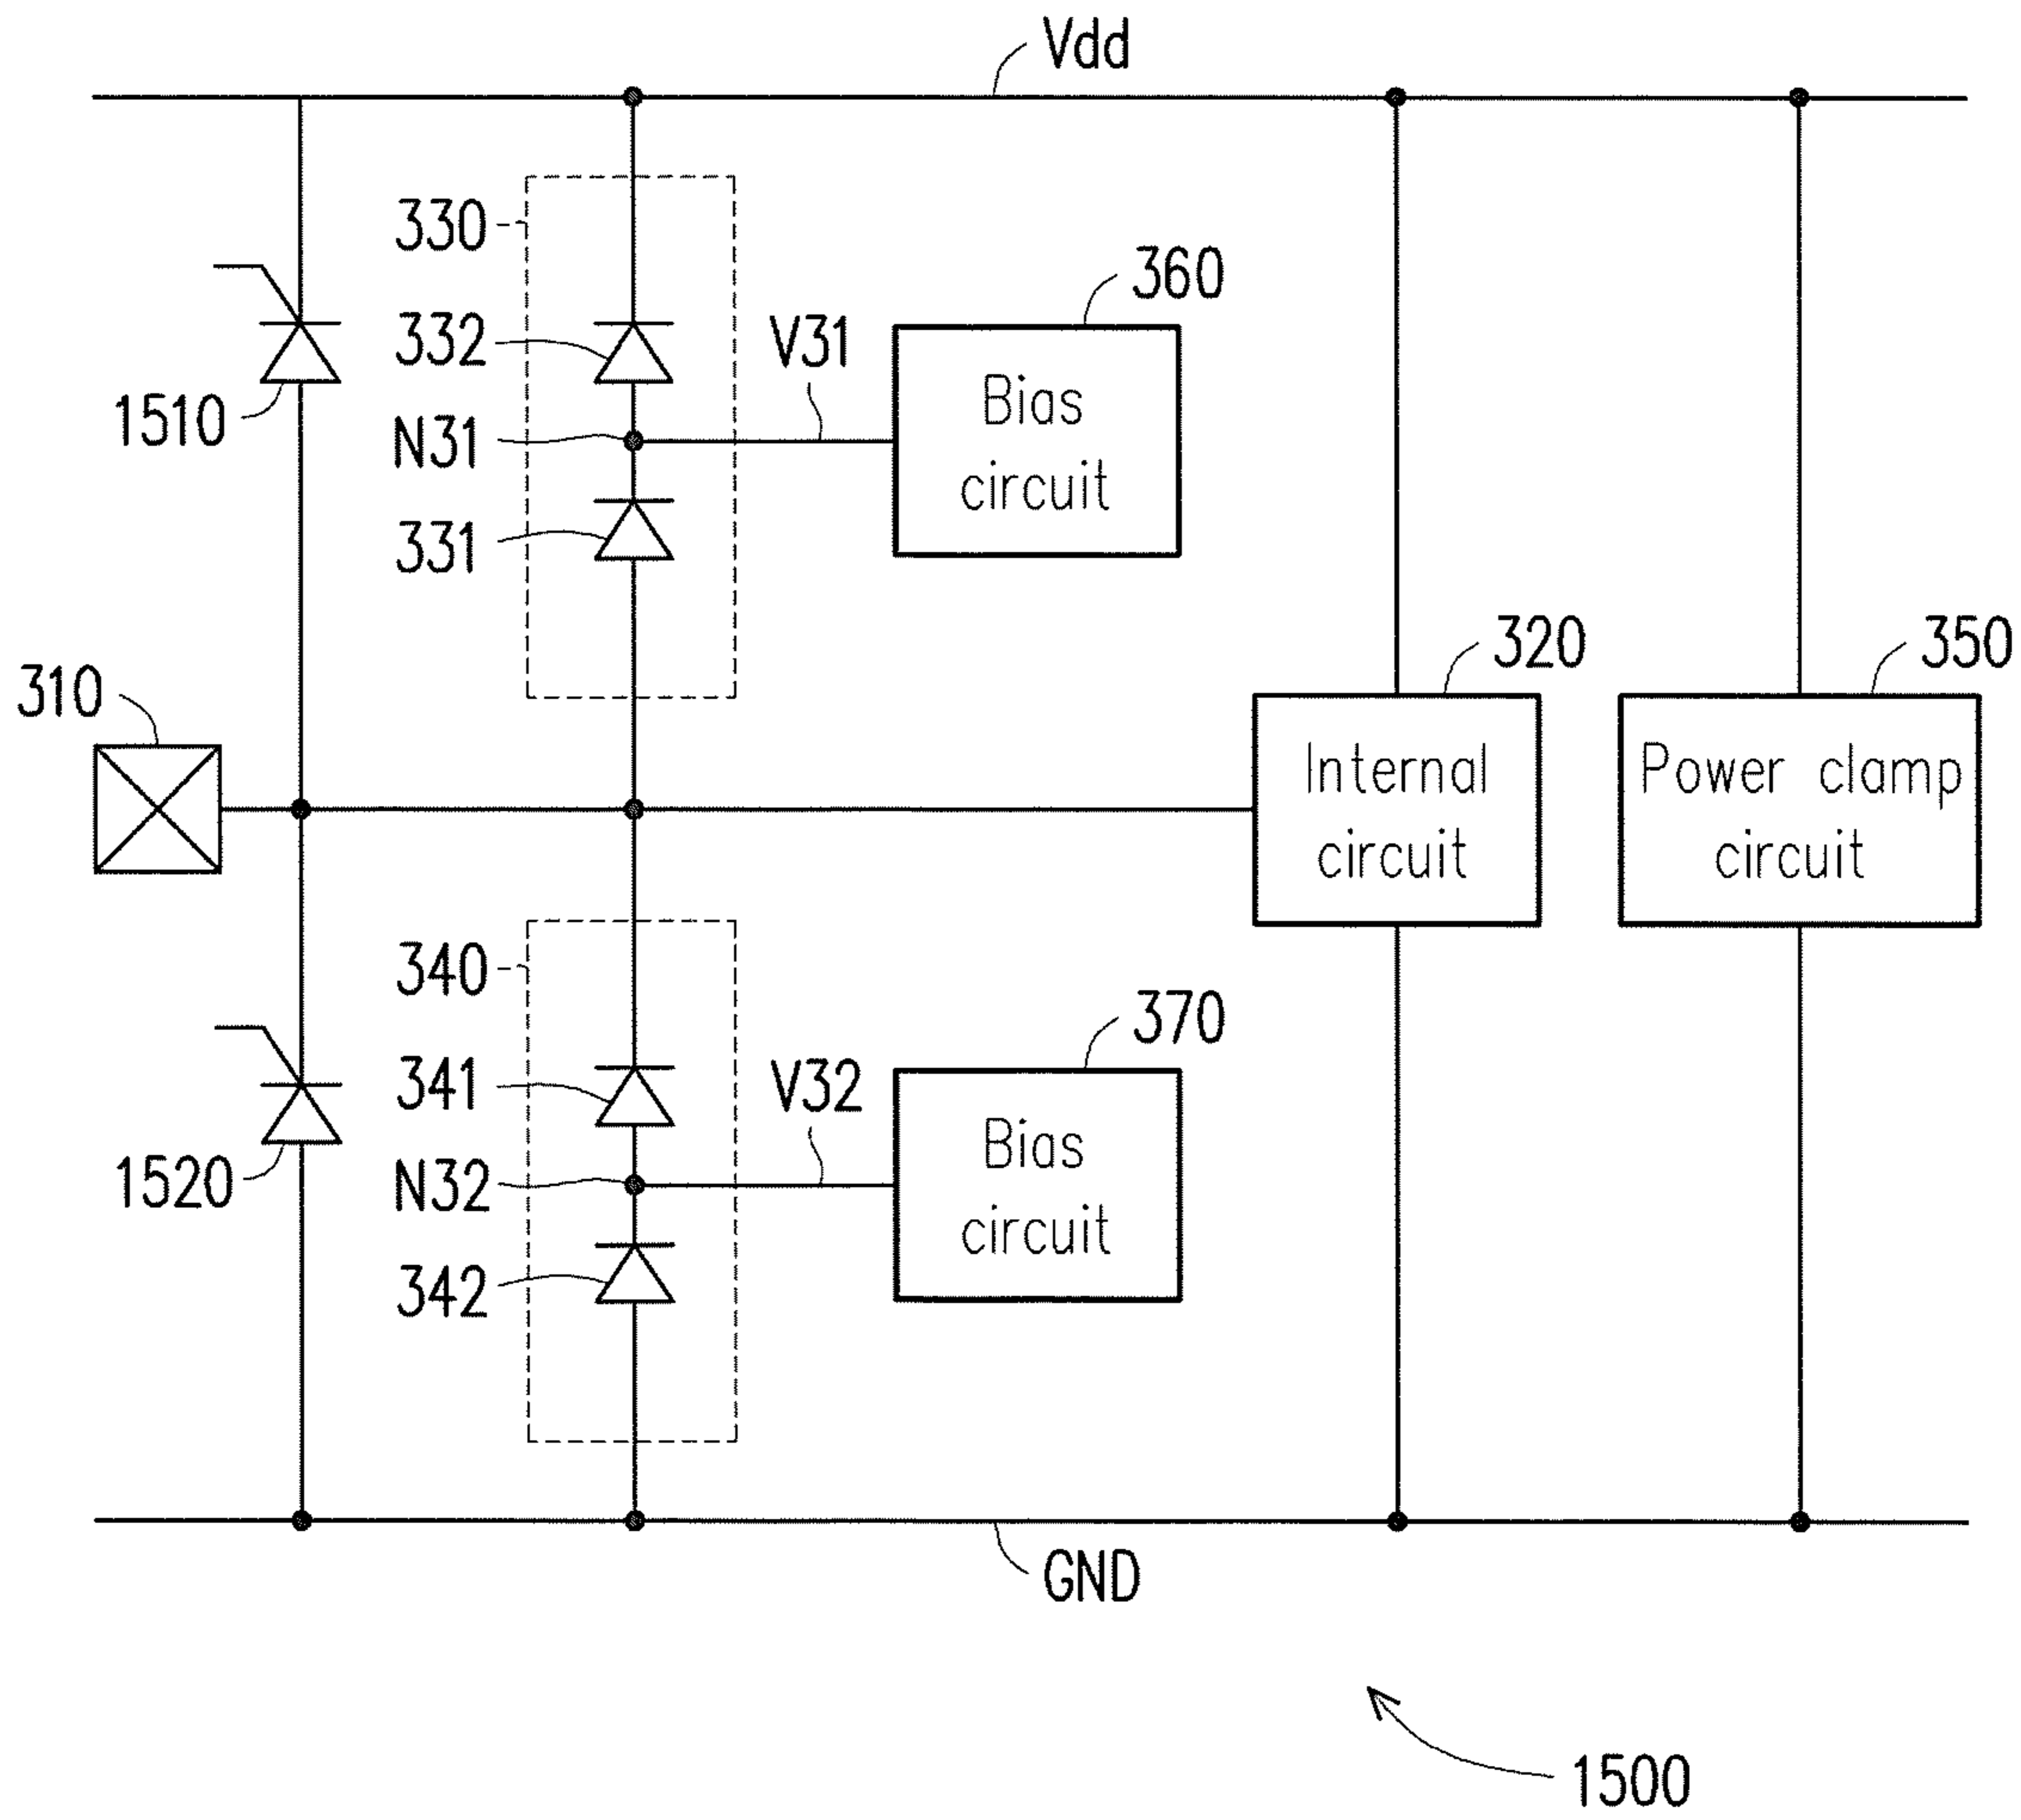 Vdd
330
360
332
V31
Bias
circuit
1510
N31
331
320
350
310
Internal
circuit
Power clamp
circuit
340
370
341
V32
Bias
circuit
1520
N32
342
GND
1500